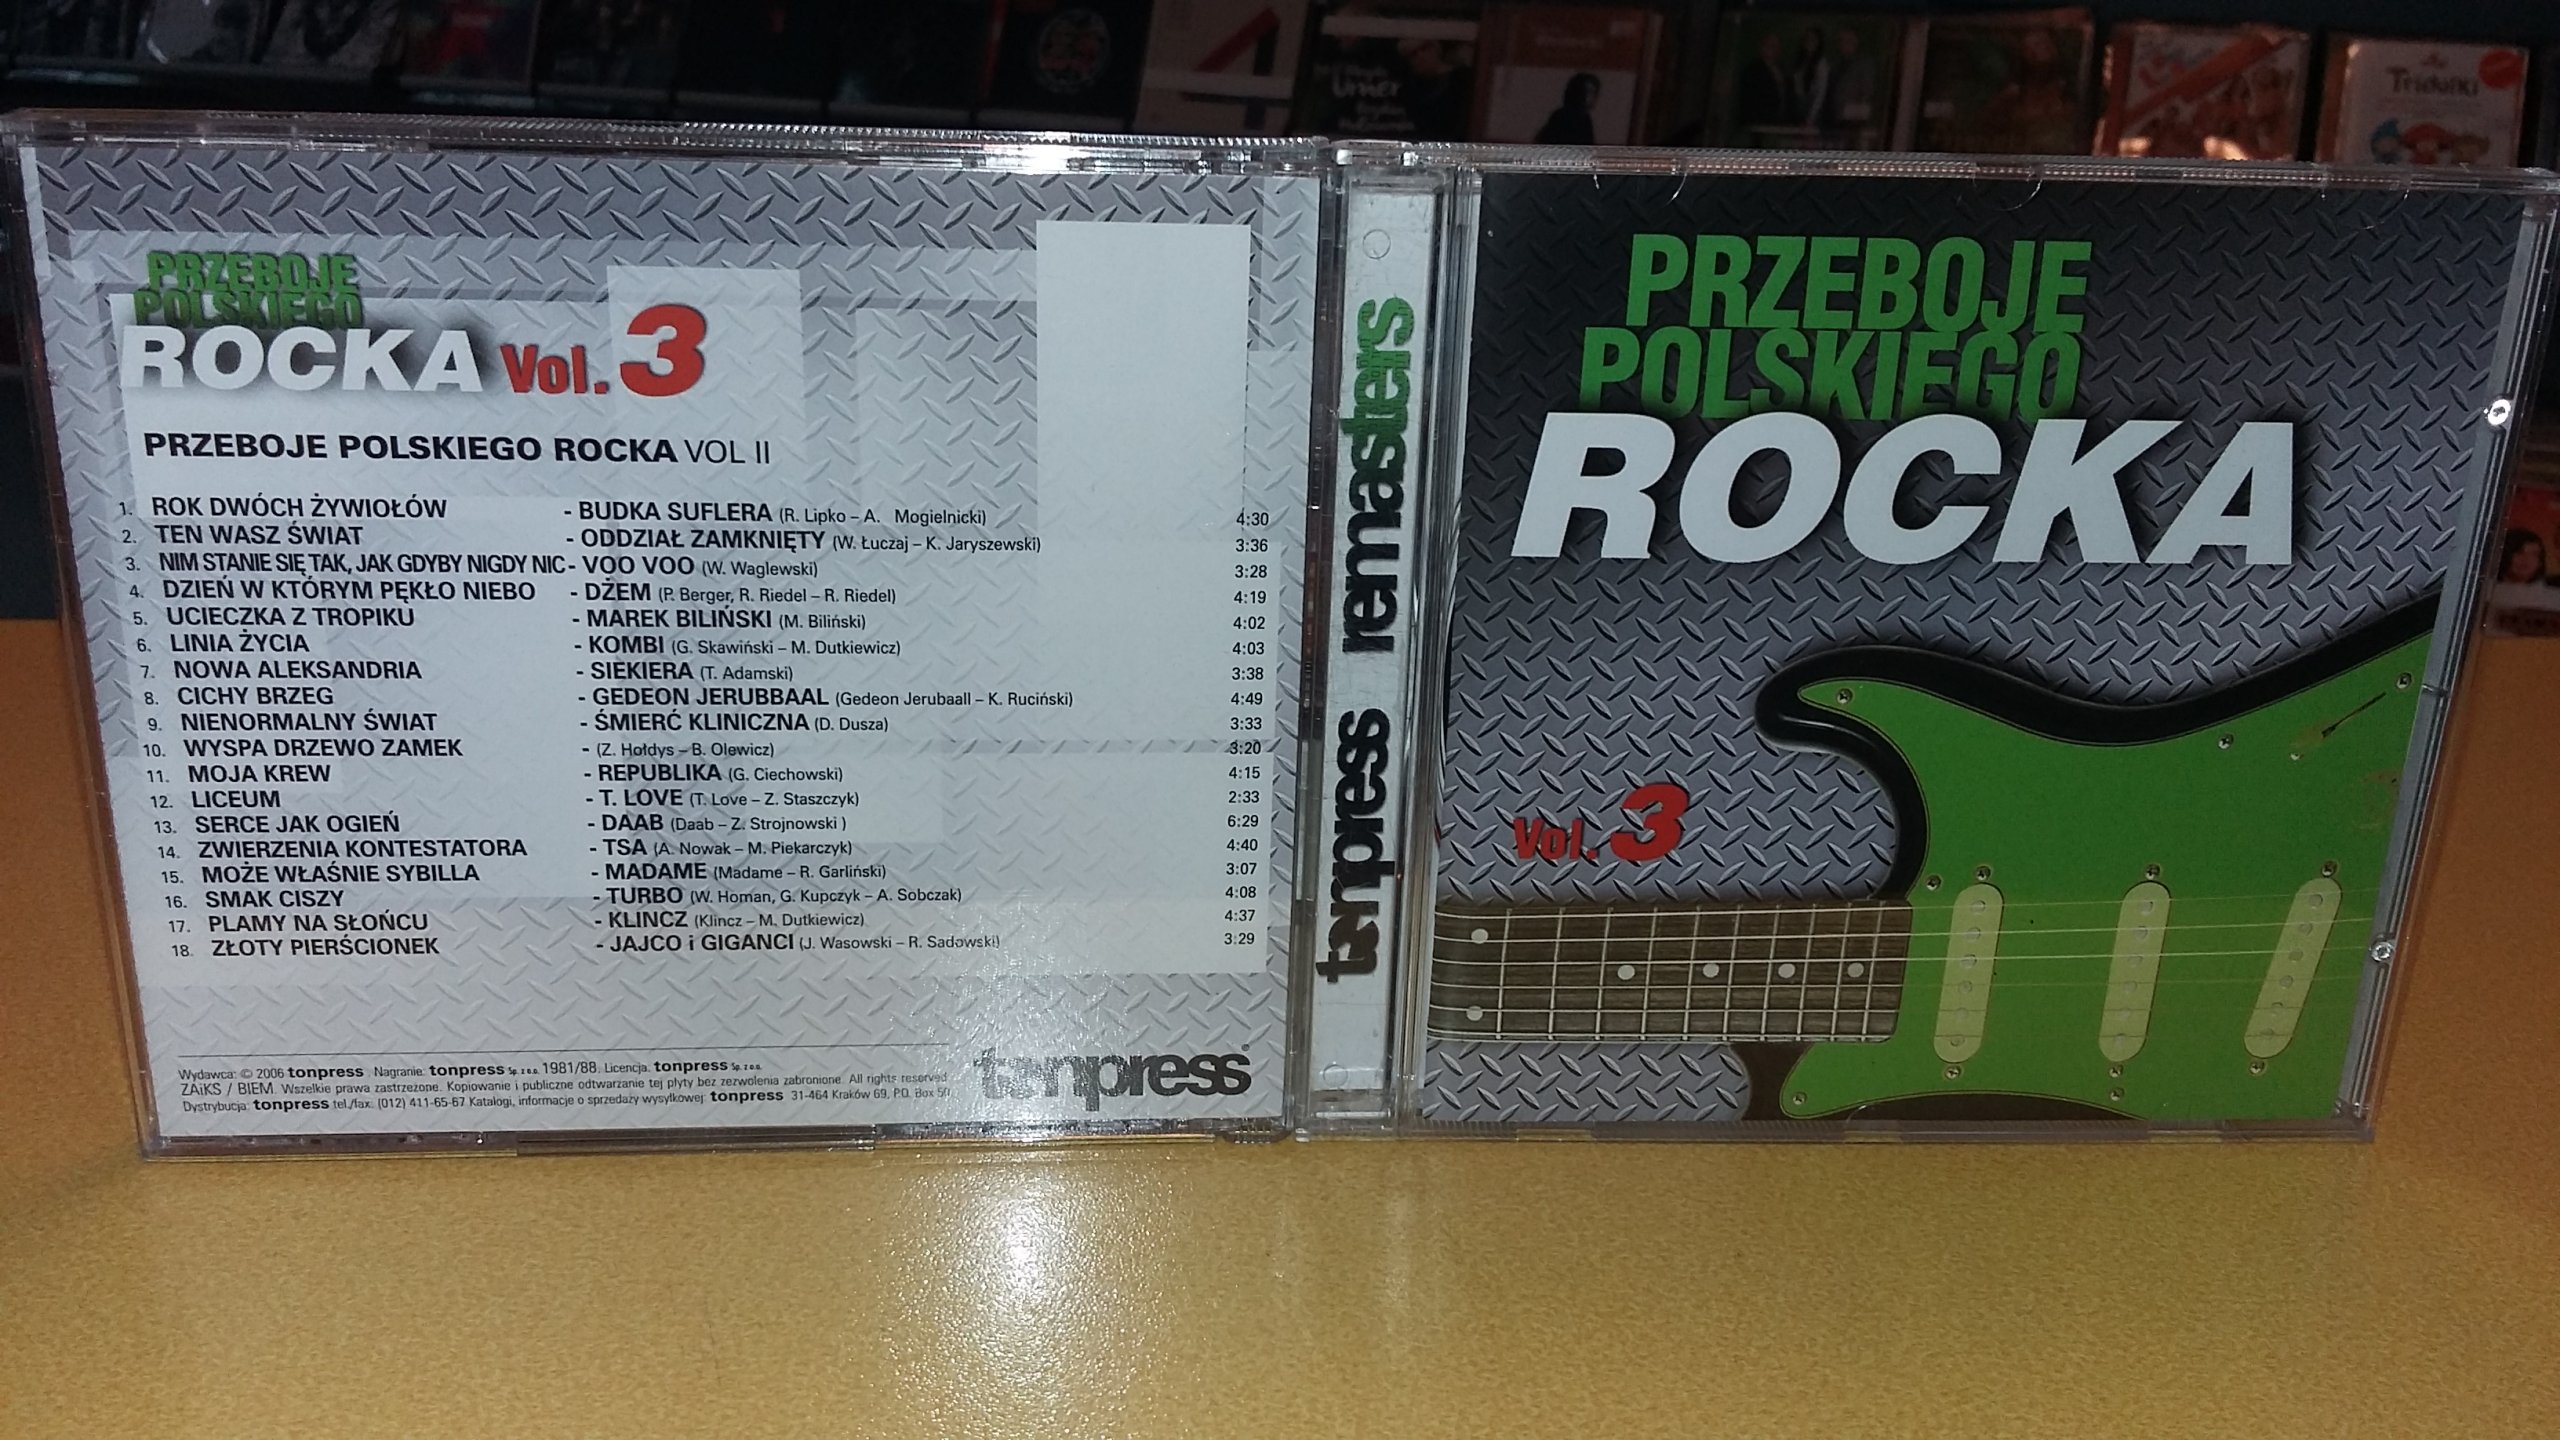 PRZEBOJE
POLSKIEGO
ROCKA Vol. 3
PRZEBOJE POLSKIEGO ROCKA VOL II
1. ROK DWÓCH ŻYWIOŁÓW - BUDKA SUFLERA (R. Lipko – A. Mogielnicki) 4:30
2. TEN WASZ ŚWIAT - ODDZIAŁ ZAMKNIĘTY (W. Łuczaj – K. Jaryszewski) 3:36
3. NIM STANIE SIĘ TAK, JAK GDYBY NIGDY NIC - VOO VOO (W. Waglewski) 3:28
4. DZIEŃ W KTÓRYM PĘKŁO NIEBO - DŻEM (P. Berger, R. Riedel – R. Riedel) 4:19
5. UCIECZKA Z TROPIKU - MAREK BILIŃSKI (M. Biliński) 4:02
6. LINIA ŻYCIA - KOMBI (G. Skawiński – M. Dutkiewicz) 4:03
7. NOWA ALEKSANDRIA - SIEKIERA (T. Adamski) 3:38
8. CICHY BRZEG - GEDEON JERUBBAAL (Gedeon Jerubaall – K. Ruciński) 4:49
9. NIENORMALNY ŚWIAT - ŚMIERĆ KLINICZNA (D. Dusza) 3:33
10. WYSPA DRZEWO ZAMEK - (Z. Hołdys – B. Olewicz) 3:20
11. MOJA KREW - REPUBLIKA (G. Ciechowski) 4:15
12. LICEUM - T. LOVE (T. Love – Z. Staszczyk) 2:33
13. SERCE JAK OGIEŃ - DAAB (Daab – Z. Strojnowski ) 6:29
14. ZWIERZENIA KONTESTATORA - TSA (A. Nowak – M. Piekarczyk) 4:40
15. MOŻE WŁAŚNIE SYBILLA - MADAME (Madame – R. Garliński) 3:07
16. SMAK CISZY - TURBO (W. Homan, G. Kupczyk – A. Sobczak) 4:08
17. PLAMY NA SŁOŃCU - KLINCZ (Klincz – M. Dutkiewicz) 4:37
18. ZŁOTY PIERŚCIONEK - JAJCO i GIGANCI (J. Wasowski – R. Sadowski) 3:29
Wydawca: © 2006 tonpress Nagranie: tonpress Sp. z o.o. 1981/88. Licencja. tonpress Sp. z o.o.
ZAiKS / BIEM. Wszelkie prawa zastrzeżone. Kopiowanie i publiczne odtwarzanie tej płyty bez zezwolenia zabronione. All rights reserved
Dystrybucja: tonpress tel./fax. (012) 411-65-67 Katalogi, informacje o sprzedaży wysyłkowej: tonpress 31-464 Kraków 69, P.O. Box 50
tonpress
tonpress remasters
PRZEBOJE
POLSKIEGO
ROCKA
Vol. 3